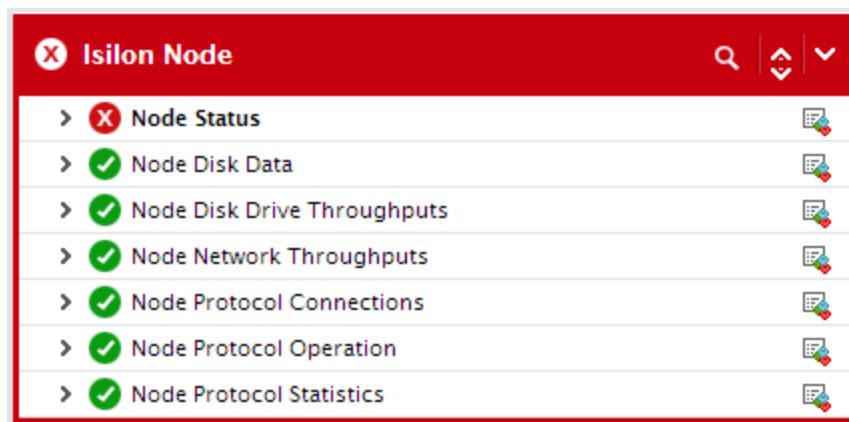 Isilon Node
Node Status
Node Disk Data
Node Disk Drive Throughputs
Node Network Throughputs
Node Protocol Connections
Node Protocol Operation
Node Protocol Statistics